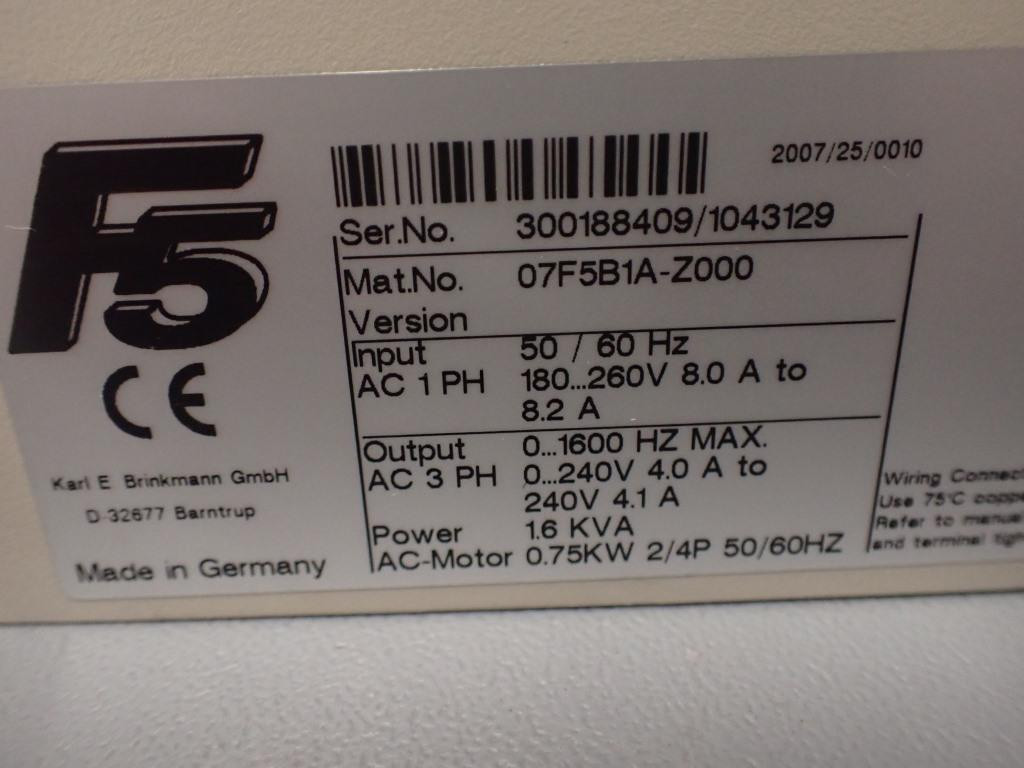 F5
2007/25/0010
Ser.No. 300188409/1043129
Mat.No. 07F5B1A-Z000
Version
Input 50 / 60 Hz
AC 1 PH 180...260V 8.0 A to
8.2 A
Output 0...1600 HZ MAX.
AC 3 PH 0...240V 4.0 A to
240V 4.1 A
Power 1.6 KVA
AC-Motor 0.75KW 2/4P 50/60HZ
CE
Karl E. Brinkmann GmbH
D-32677 Barntrup
Made in Germany
Wiring
Use 75°C
Refer to
and terminal